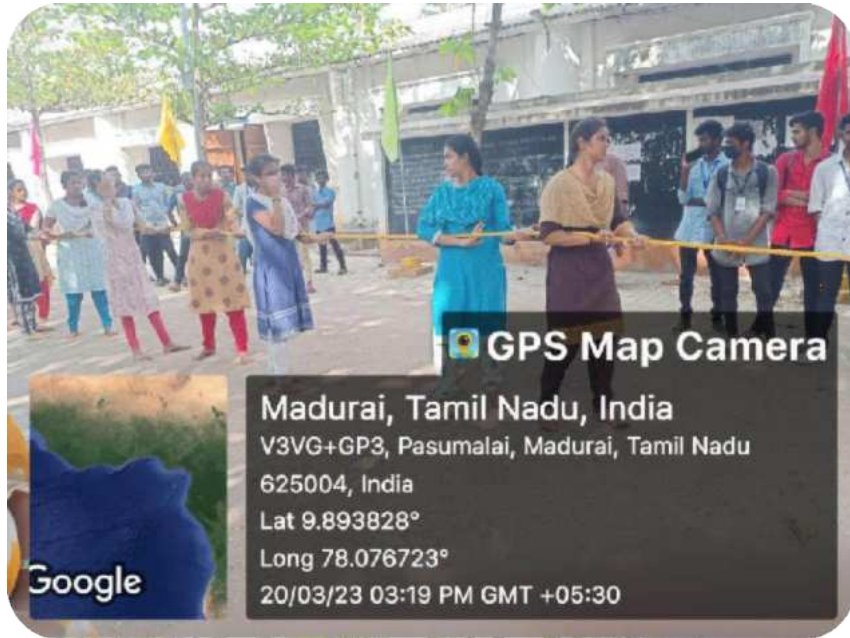 GPS Map Camera
Madurai, Tamil Nadu, India
V3VG+GP3, Pasumalai, Madurai, Tamil Nadu
625004, India
Lat 9.893828°
Long 78.076723°
20/03/23 03:19 PM GMT +05:30
Google